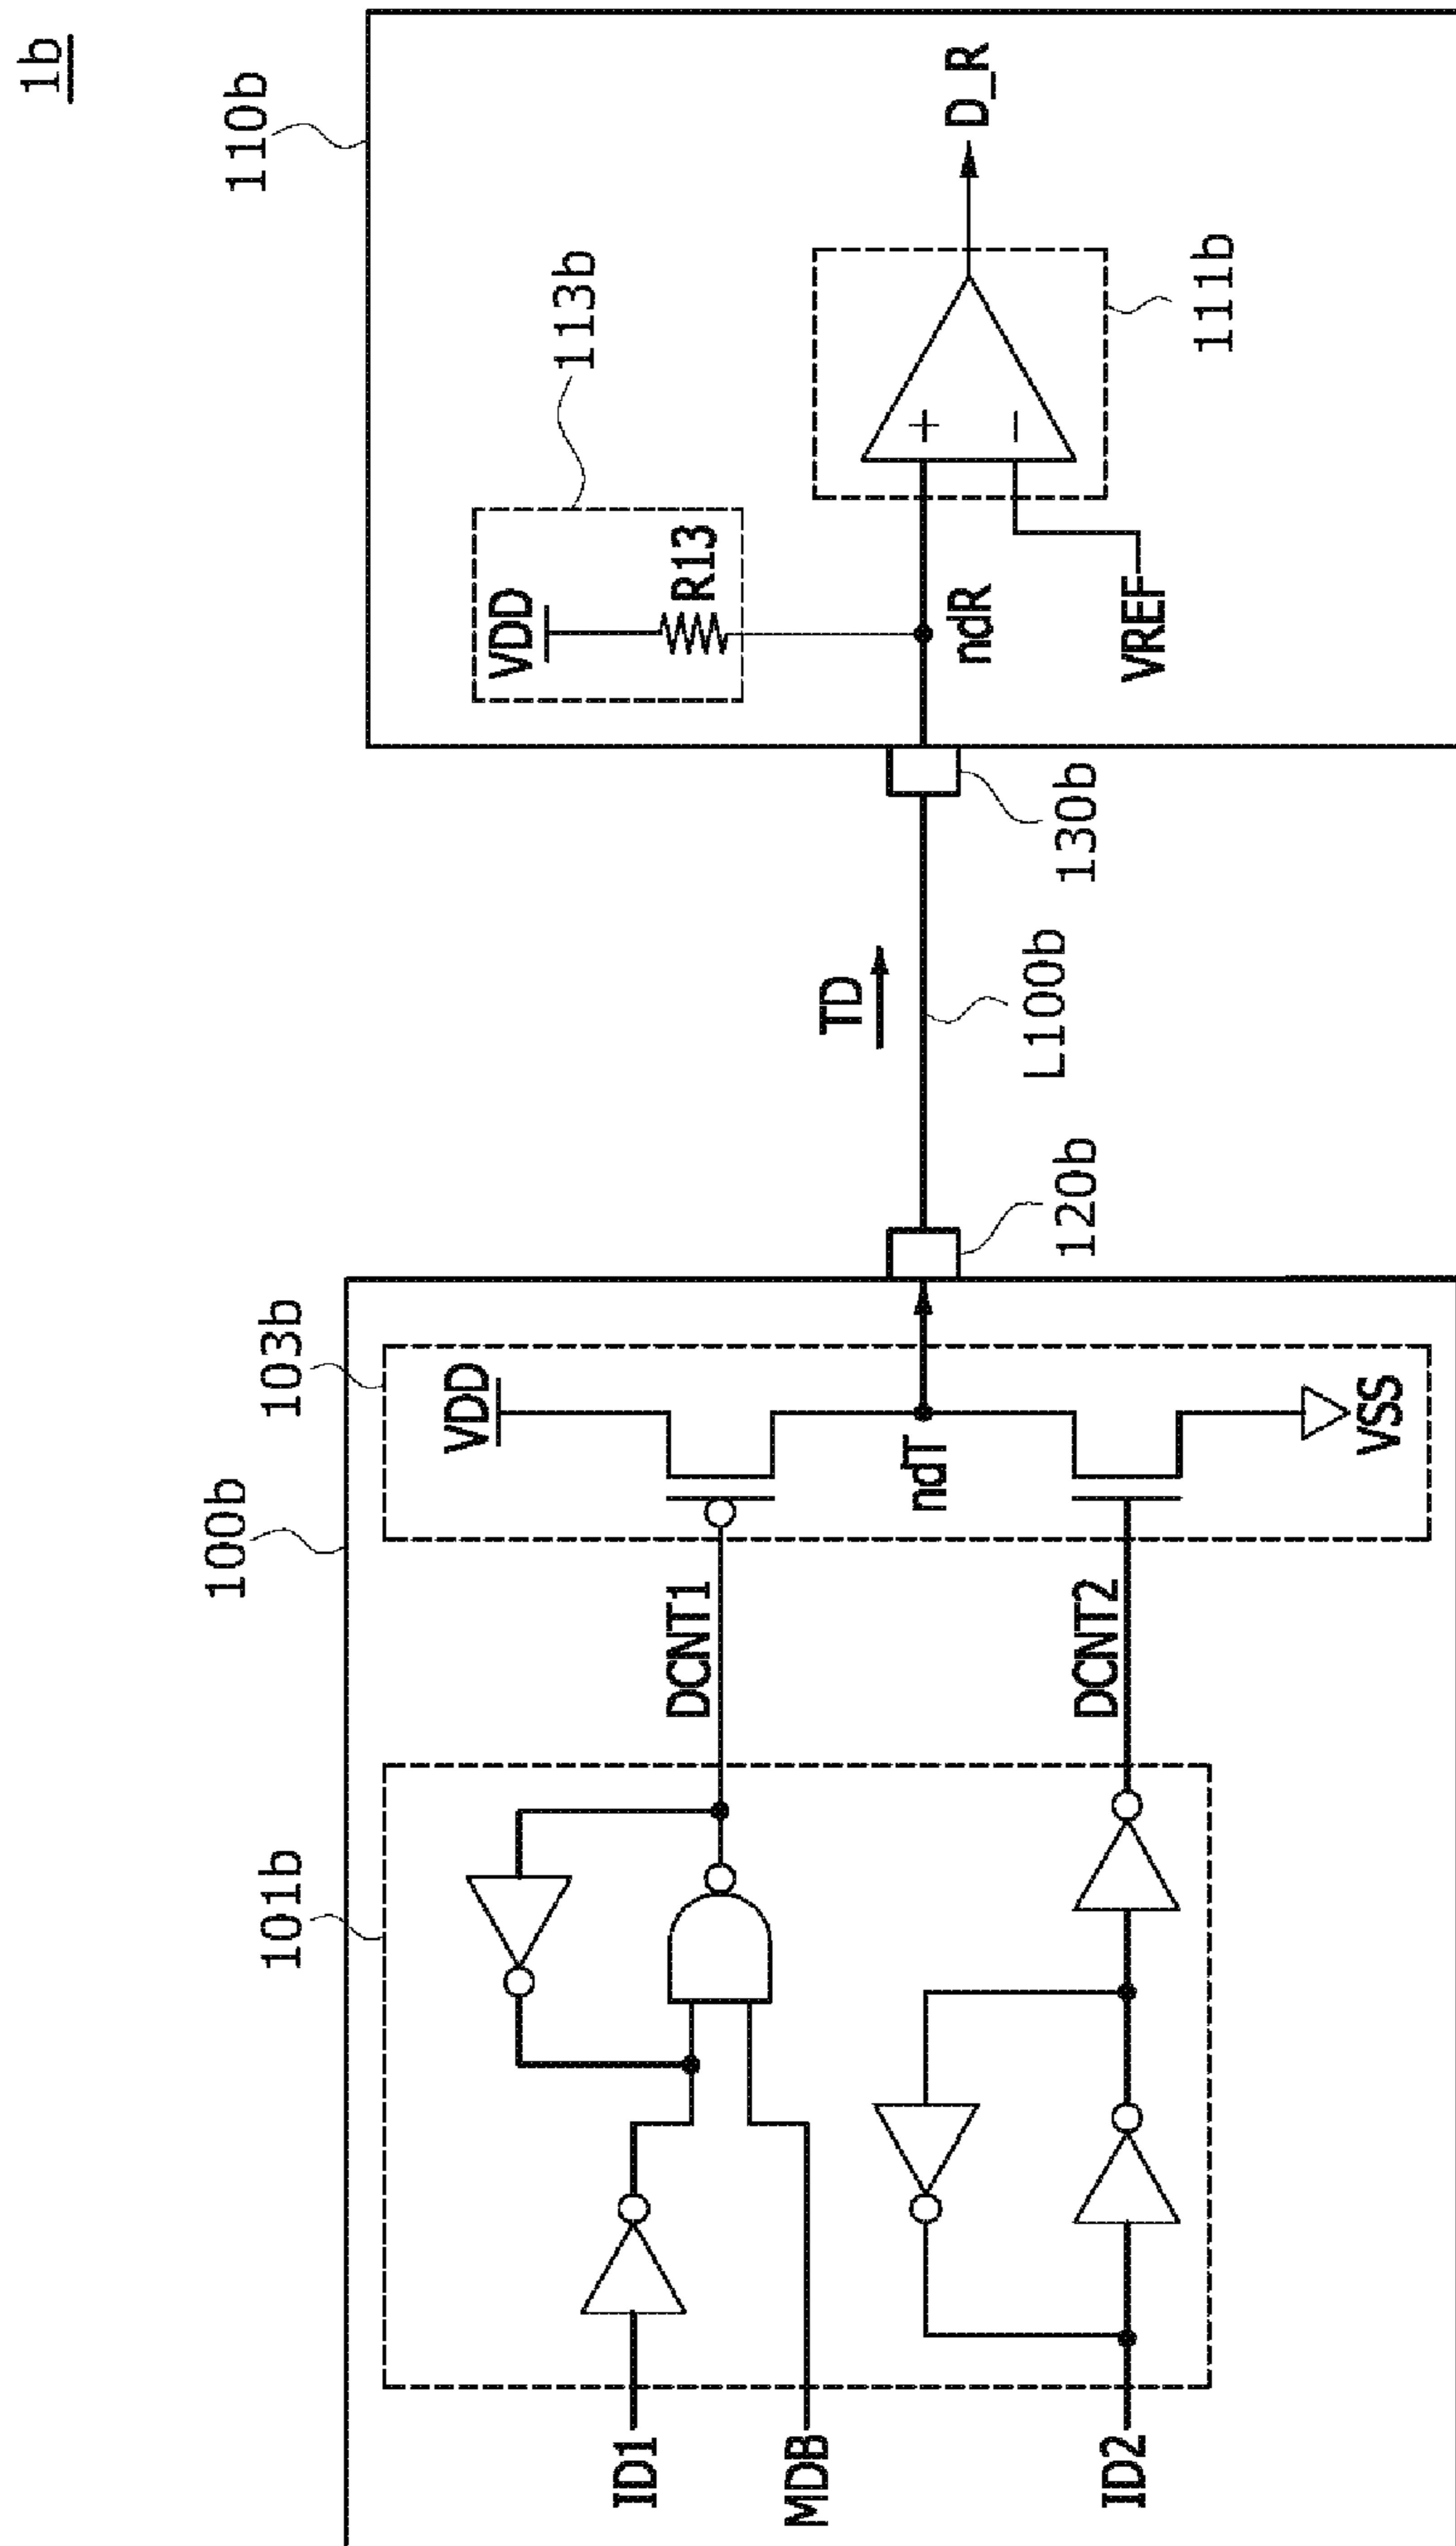 1b
100b
101b
103b
ID1
MDB
ID2
DCNT1
DCNT2
VDD
ndT
VSS
120b
TD
L100b
130b
110b
113b
VDD
R13
ndR
VREF
+
−
111b
D_R